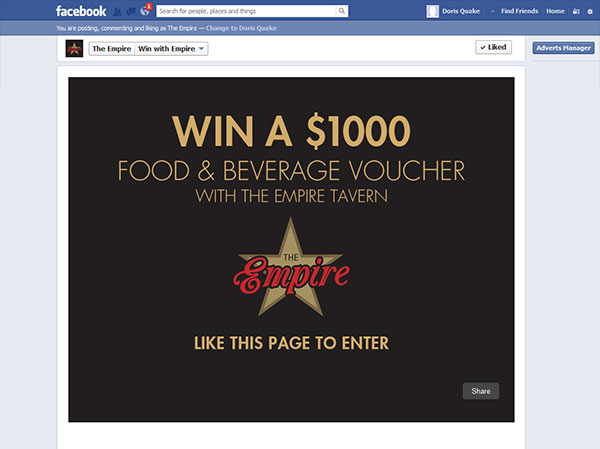 facebook
1
Search for people, places and things
Doris Quake
Find Friends
Home
You are posting, commenting and liking as The Empire — Change to Doris Quake
The Empire
Win with Empire
✓ Liked
Adverts Manager
WIN A $1000
FOOD & BEVERAGE VOUCHER
WITH THE EMPIRE TAVERN
THE
Empire
LIKE THIS PAGE TO ENTER
Share